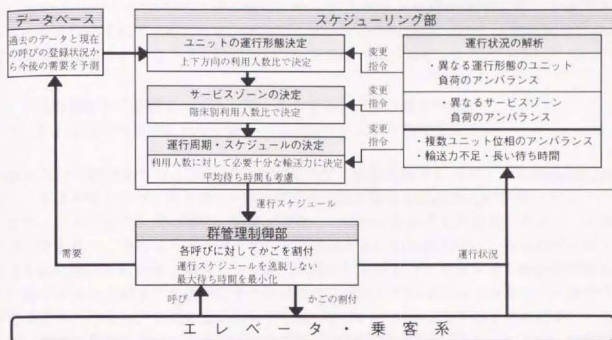 データベース
過去のデータと現在
の呼びの登録状況か
ら今後の需要を予測
スケジューリング部
ユニットの運行形態決定
上下方向の利用人数比で決定
サービスゾーンの決定
階床別利用人数比で決定
運行周期・スケジュールの決定
利用人数に対して必要十分な輸送力に決定
平均待ち時間も考慮
変更
指令
変更
指令
変更
指令
運行状況の解析
・異なる運行形態のユニット
負荷のアンバランス
・異なるサービスゾーン
負荷のアンバランス
・複数ユニット位相のアンバランス
・輸送力不足・長い待ち時間
運行スケジュール
群管理制御部
各呼びに対してかごを割付
運行スケジュールを逸脱しない
最大待ち時間を最小化
需要
運行状況
呼び
かごの割付
エレベータ・乗客系